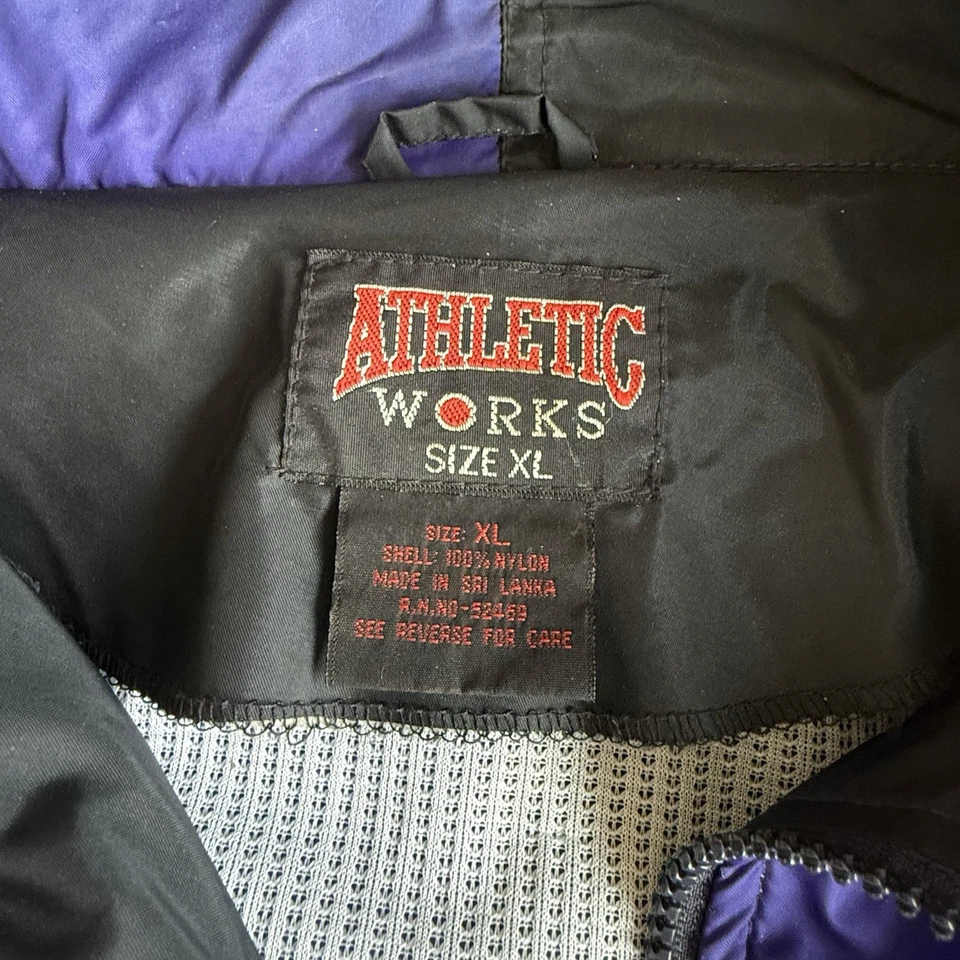 ATHLETIC
WORKS
SIZE XL
SIZE: XL
SHELL: 100% NYLON
MADE IN SRI LANKA
R.N.NO-52469
SEE REVERSE FOR CARE